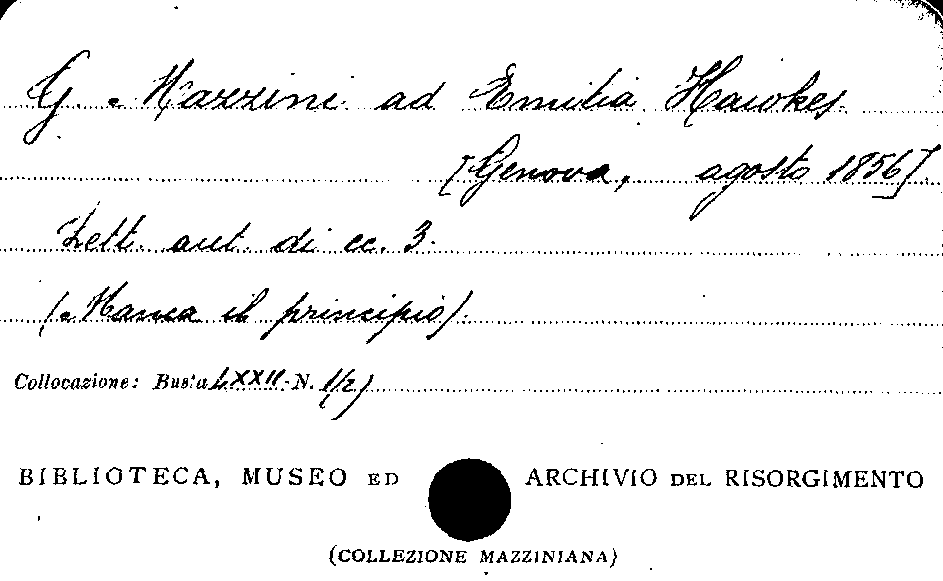 G. Mazzini ad Emilia Hawkes
[Genova, agosto 1856].
Lett. aut. di cc. 3.
(Manca il principio).
Collocazione: Busta LXXII-N. 1/2)
BIBLIOTECA, MUSEO ED ARCHIVIO DEL RISORGIMENTO
(COLLEZIONE MAZZINIANA)